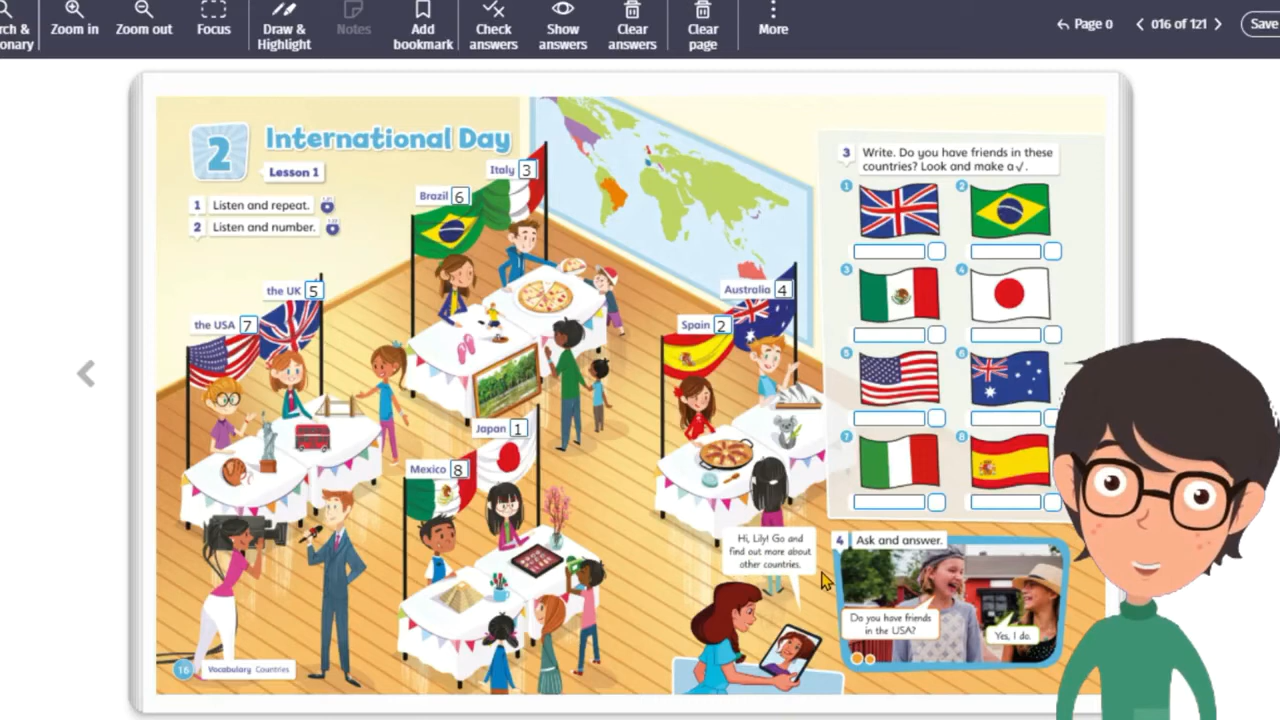 rch &
onary
Zoom in
Zoom out
Focus
Draw &
Highlight
Notes
Add
bookmark
Check
answers
Show
answers
Clear
answers
Clear
page
More
Page 0
016 of 121
Save
2
International Day
Lesson 1
1 Listen and repeat.
2 Listen and number.
Italy 3
Brazil 6
the UK 5
the USA 7
Australia 4
Spain 2
Japan 1
Mexico 8
3 Write. Do you have friends in these
countries? Look and make a √.
1
2
3
4
5
6
7
8
Hi, Lily! Go and
find out more about
other countries.
4 Ask and answer.
Do you have friends
in the USA?
Yes, I do.
16 Vocabulary Countries